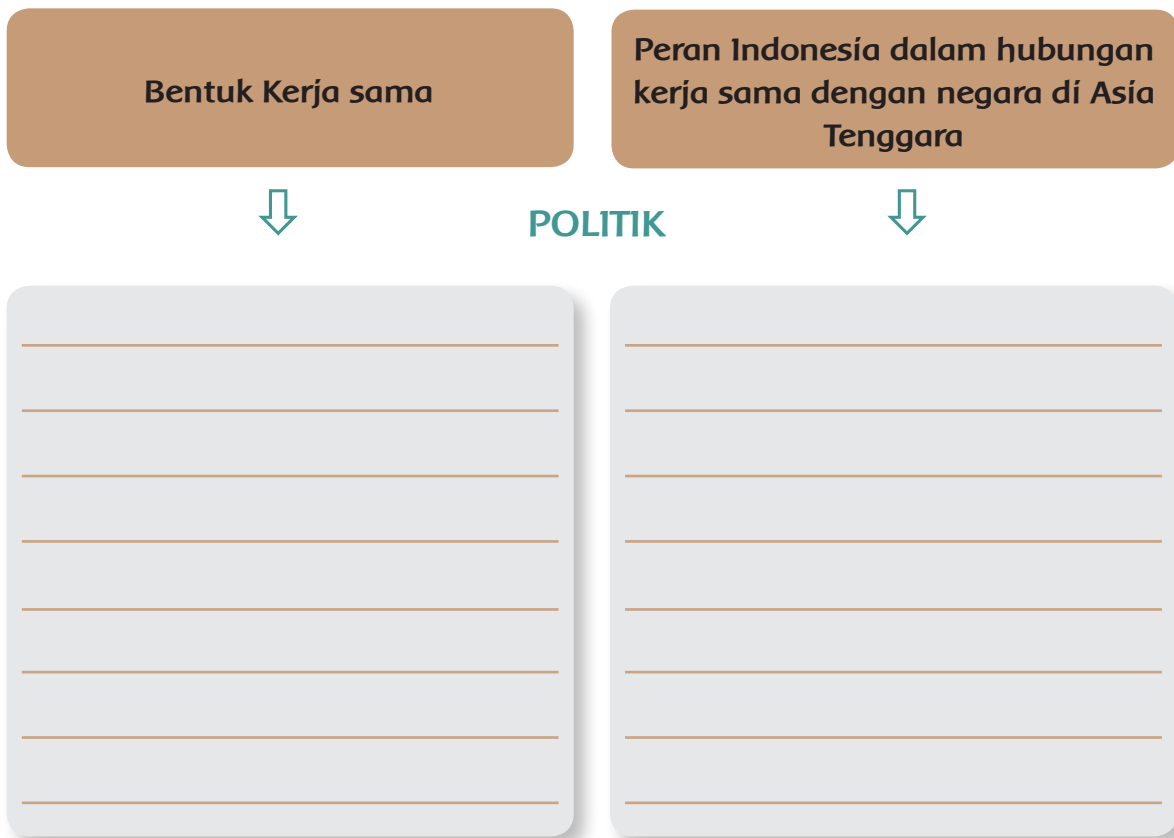 Bentuk Kerja sama
Peran Indonesia dalam hubungan
kerja sama dengan negara di Asia
Tenggara
POLITIK